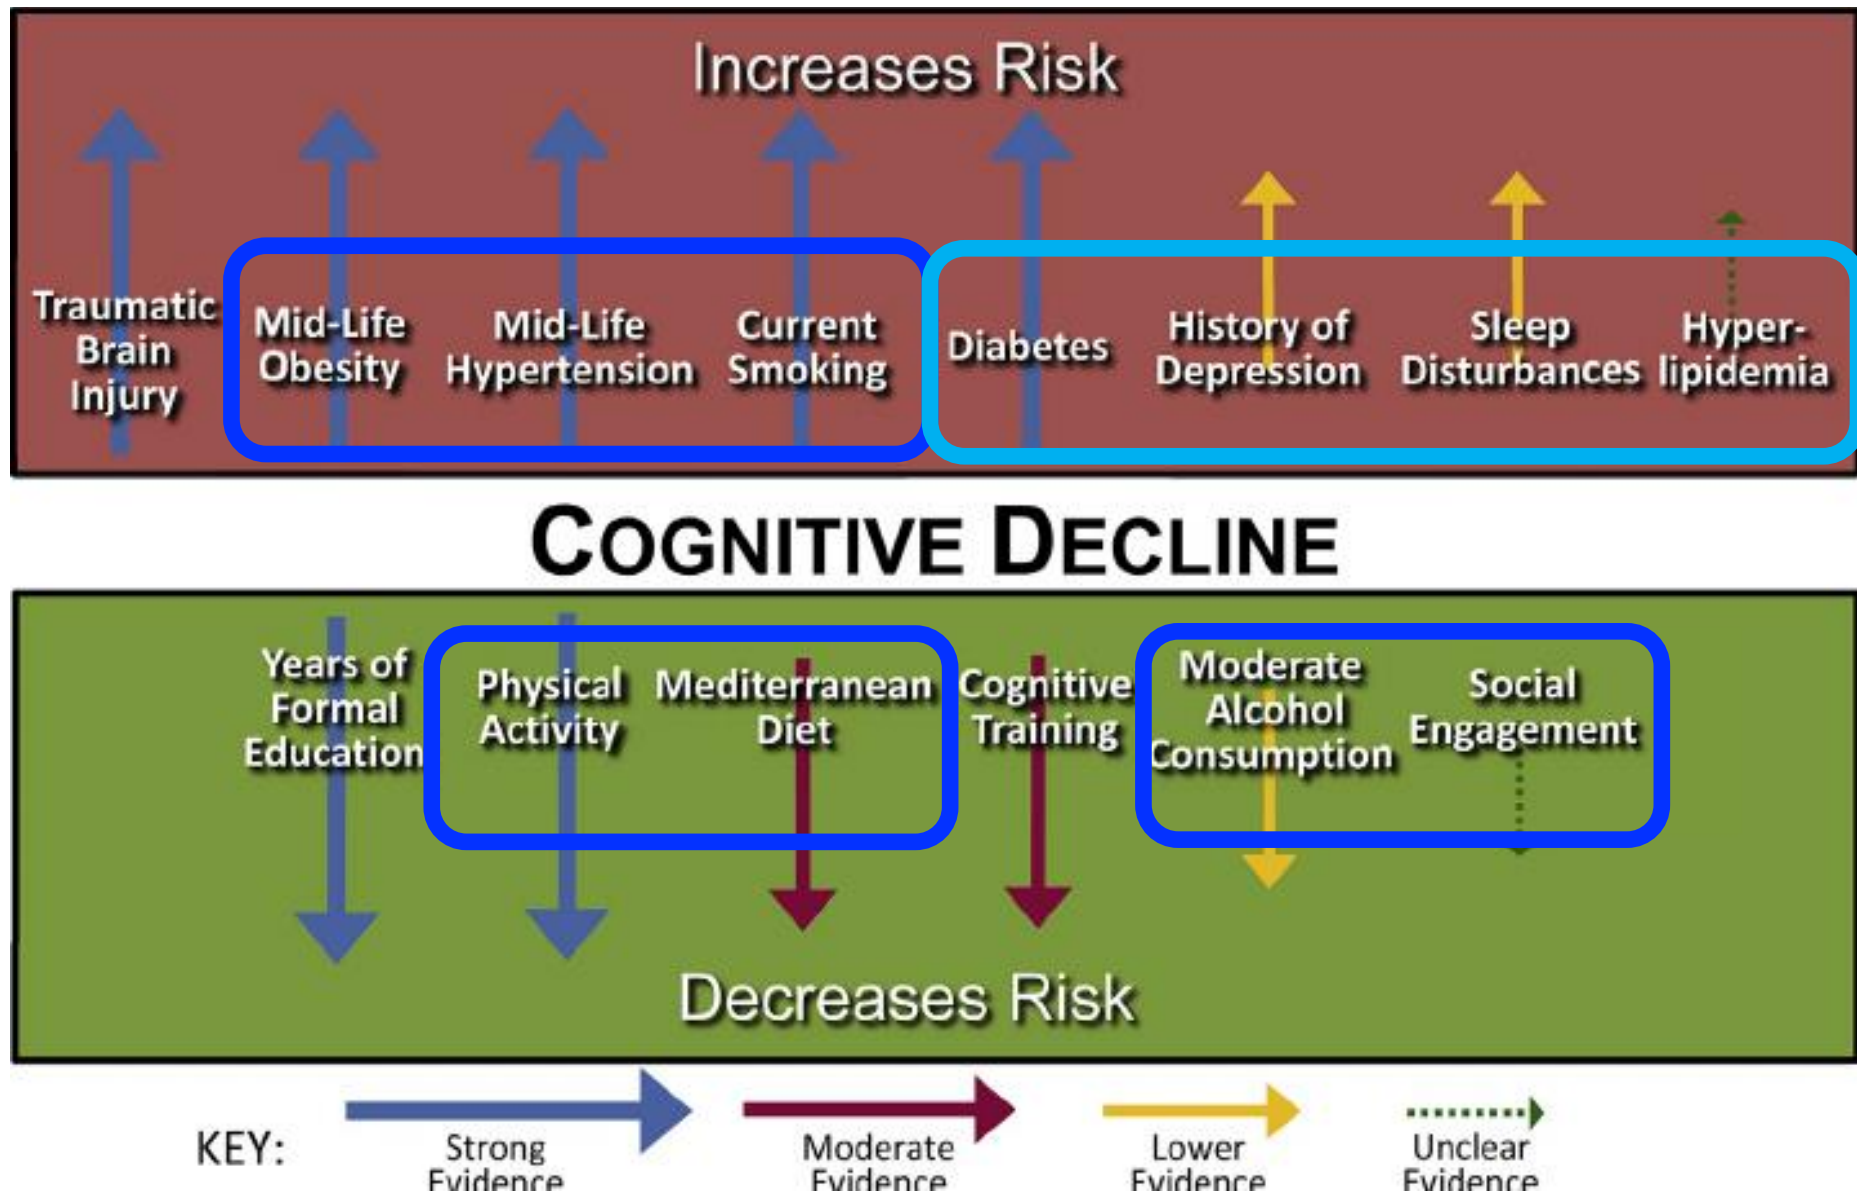 Increases Risk
Traumatic
Brain
Injury
Mid-Life
Obesity
Mid-Life
Hypertension
Current
Smoking
Diabetes
History of
Depression
Sleep
Disturbances
Hyper-
lipidemia
COGNITIVE DECLINE
Years of
Formal
Education
Physical
Activity
Mediterranean
Diet
Cognitive
Training
Moderate
Alcohol
Consumption
Social
Engagement
Decreases Risk
KEY:
Strong
Evidence
Moderate
Evidence
Lower
Evidence
Unclear
Evidence